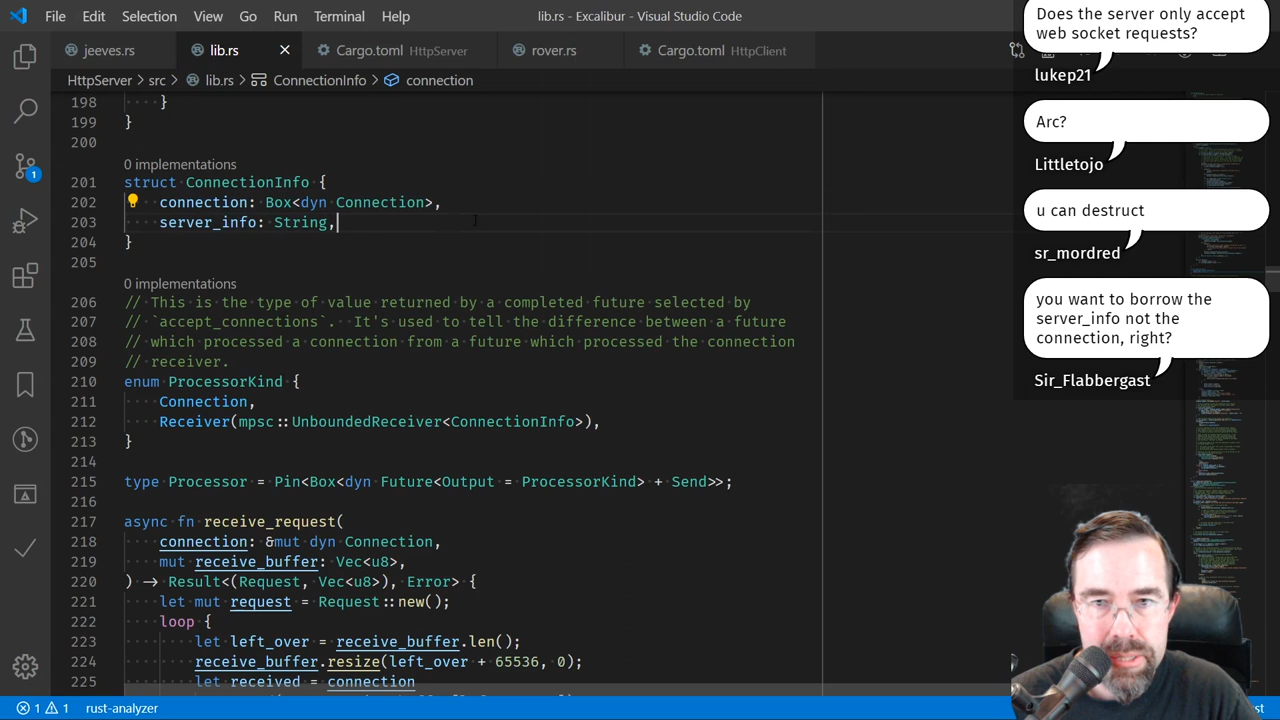 File Edit Selection View Go Run Terminal Help
lib.rs - Excalibur - Visual Studio Code
jeeves.rs
lib.rs
Cargo.toml HttpServer
rover.rs
Cargo.toml HttpClient
HttpServer > src > lib.rs > ConnectionInfo > connection
198 ····}
199 }
200
0 implementations
201 struct·ConnectionInfo·{
202 ····connection:·Box<dyn·Connection>,
203 ····server_info:·String,
204 }
205
0 implementations
206 //·This·is·the·type·of·value·returned·by·a·completed·future·selected·by
207 //·`accept_connections`.··It's·used·to·tell·the·difference·between·a·future
208 //·which·processed·a·connection·from·a·future·which·processed·the·connection
209 //·receiver.
210 enum·ProcessorKind·{
211 ····Connection,
212 ····Receiver(mpsc::UnboundedReceiver<ConnectionInfo>),
213 }
214
215 type·Processor·=·Pin<Box<dyn·Future<Output·=·ProcessorKind>·+·Send>>;
216
217 async·fn·receive_request(
218 ····connection:·&mut·dyn·Connection,
219 ····mut·receive_buffer:·Vec<u8>,
220 )·->·Result<(Request,·Vec<u8>),·Error>·{
221 ····let·mut·request·=·Request::new();
222 ····loop·{
223 ········let·left_over·=·receive_buffer.len();
224 ········receive_buffer.resize(left_over·+·65536,·0);
225 ········let·received·=·connection
1
1 1 rust-analyzer
Does the server only accept
web socket requests?
lukep21
Arc?
Littletojo
u can destruct
sr_mordred
you want to borrow the
server_info not the
connection, right?
Sir_Flabbergast